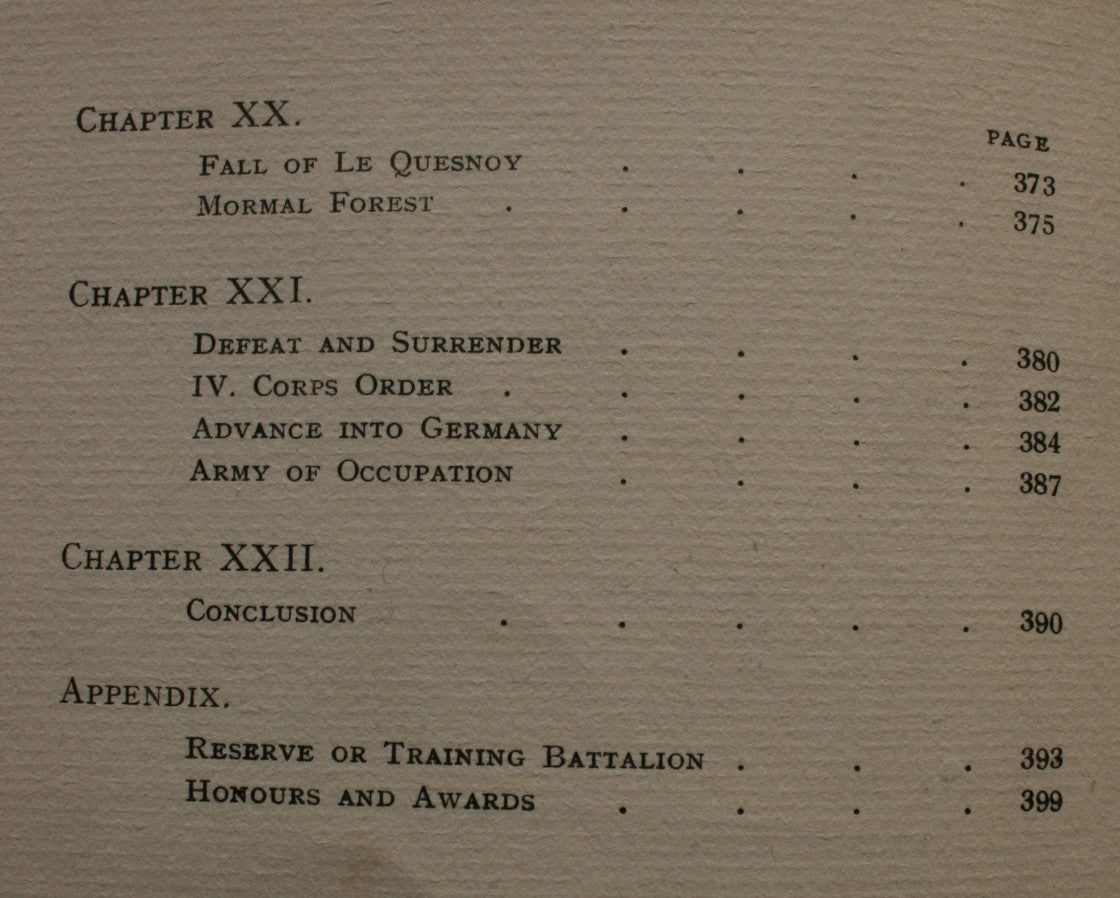 CHAPTER XX.
PAGE
FALL OF LE QUESNOY . . . . 373
MORMAL FOREST . . . . . 375
CHAPTER XXI.
DEFEAT AND SURRENDER . . . . 380
IV. CORPS ORDER . . . . . 382
ADVANCE INTO GERMANY . . . . 384
ARMY OF OCCUPATION . . . . 387
CHAPTER XXII.
CONCLUSION . . . . . 390
APPENDIX.
RESERVE OR TRAINING BATTALION . . . 393
HONOURS AND AWARDS . . . . 399